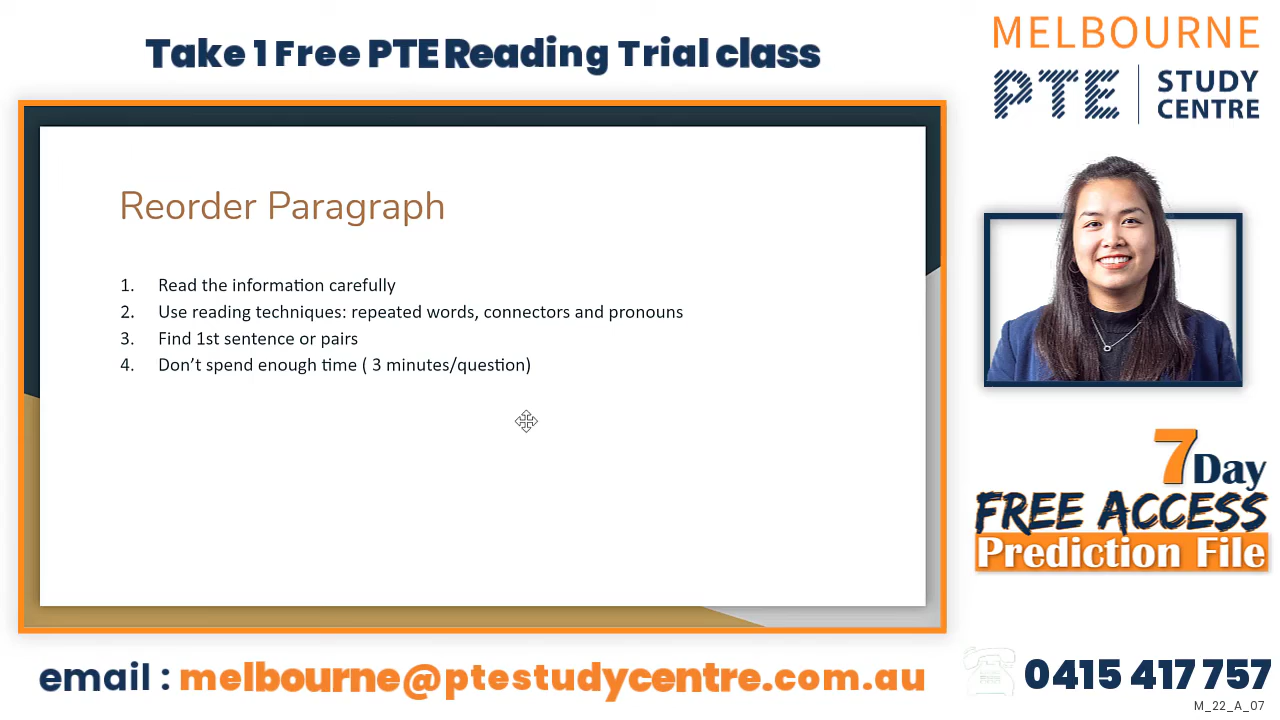 Take 1 Free PTE Reading Trial class
MELBOURNE
PTE
STUDY
CENTRE
Reorder Paragraph
1. Read the information carefully
2. Use reading techniques: repeated words, connectors and pronouns
3. Find 1st sentence or pairs
4. Don’t spend enough time ( 3 minutes/question)
7 Day
FREE ACCESS
Prediction File
email : melbourne@ptestudycentre.com.au
0415 417 757
M_22_A_07